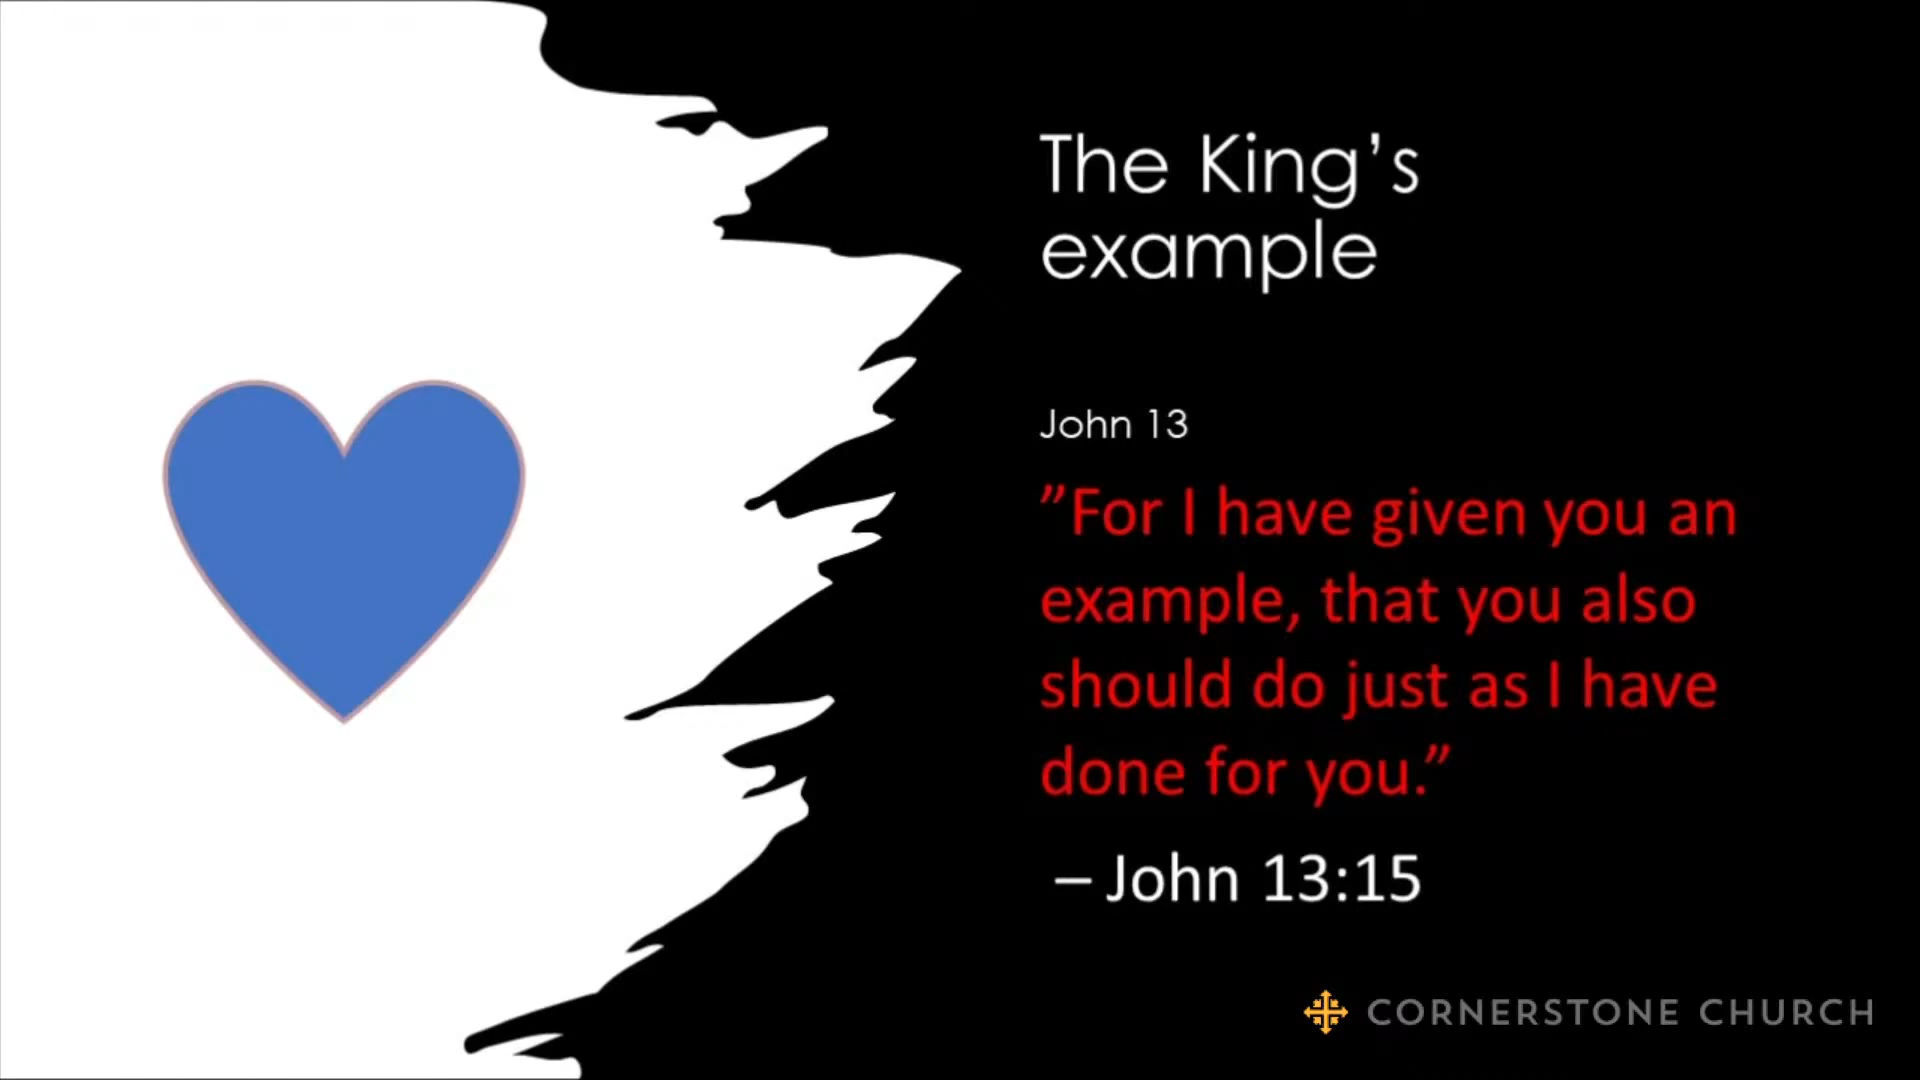 The King’s
example
John 13
”For I have given you an
example, that you also
should do just as I have
done for you.”
– John 13:15
CORNERSTONE CHURCH